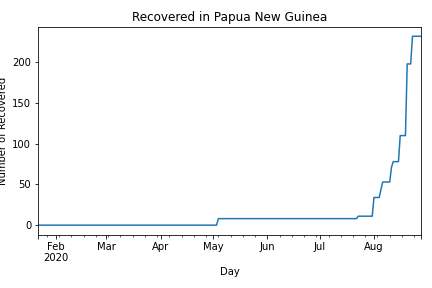 Recovered in Papua New Guinea
Number of Recovered
200
150
100
50
0
Feb
2020
Mar
Apr
May
Jun
Jul
Aug
Day